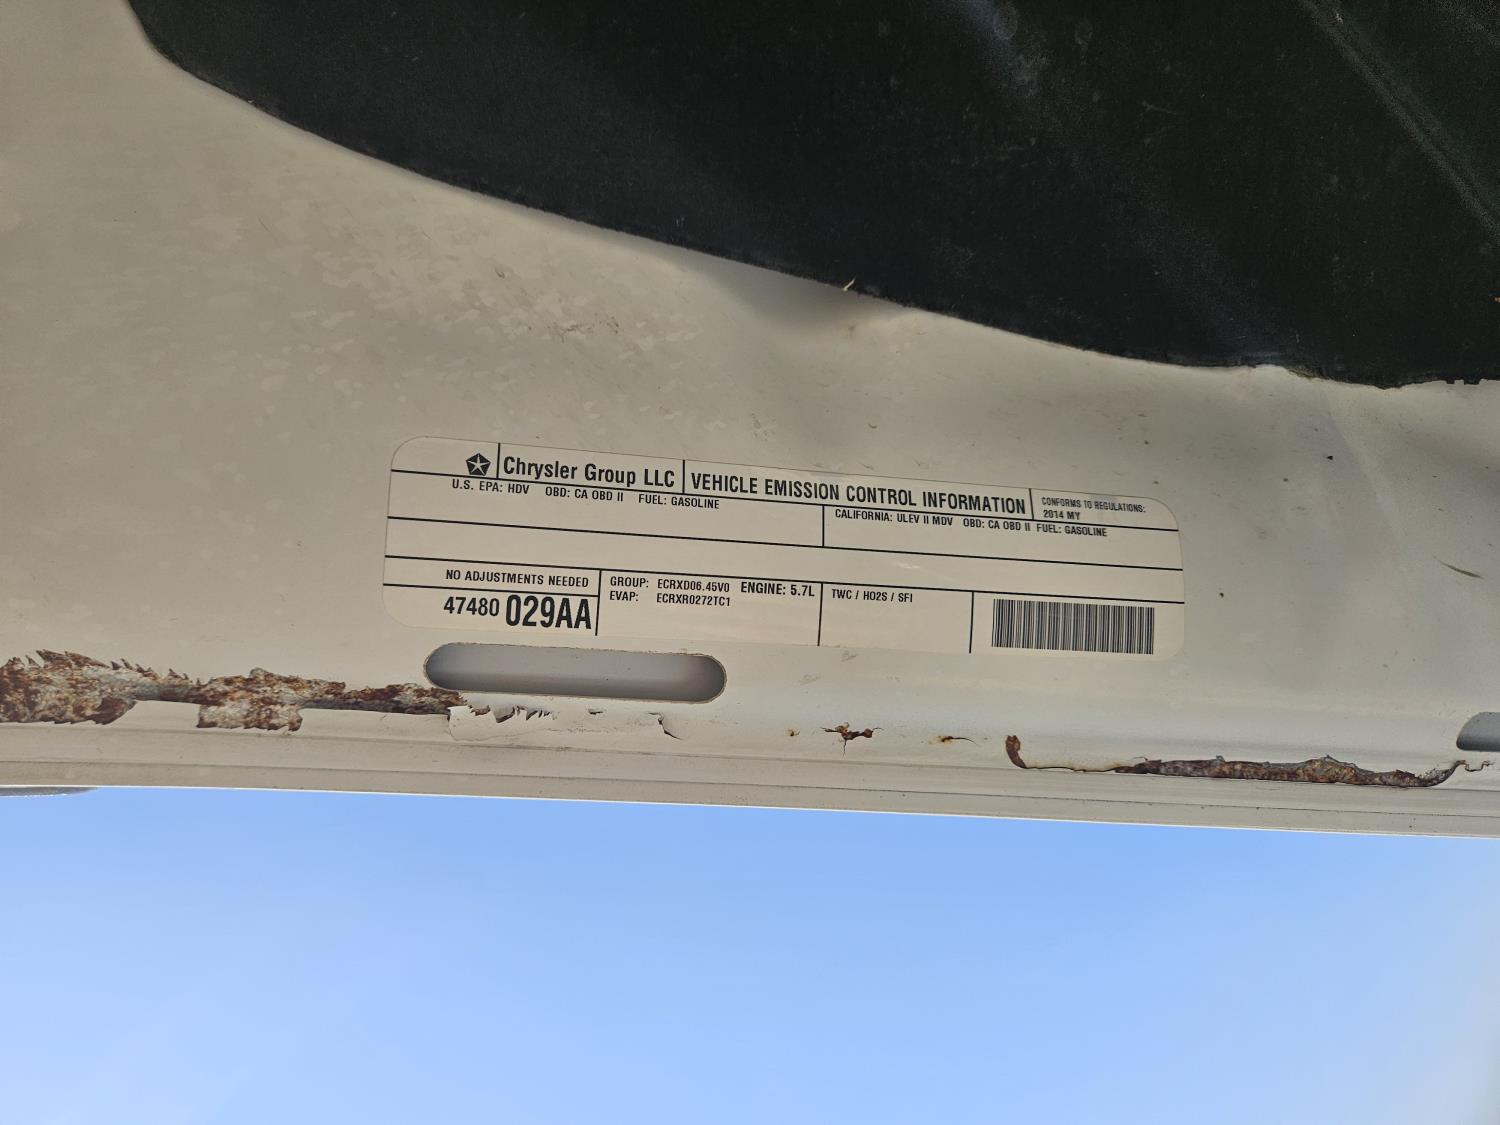 Chrysler Group LLC VEHICLE EMISSION CONTROL INFORMATION CONFORMS TO REGULATIONS:
2014 MY
U.S. EPA: HDV OBD: CA OBD II FUEL: GASOLINE
CALIFORNIA: ULEV II MDV OBD: CA OBD II FUEL: GASOLINE
NO ADJUSTMENTS NEEDED
47480 029AA
GROUP: ECRXD06.45V0 ENGINE: 5.7L
EVAP: ECRXR0272TC1
TWC / HO2S / SFI